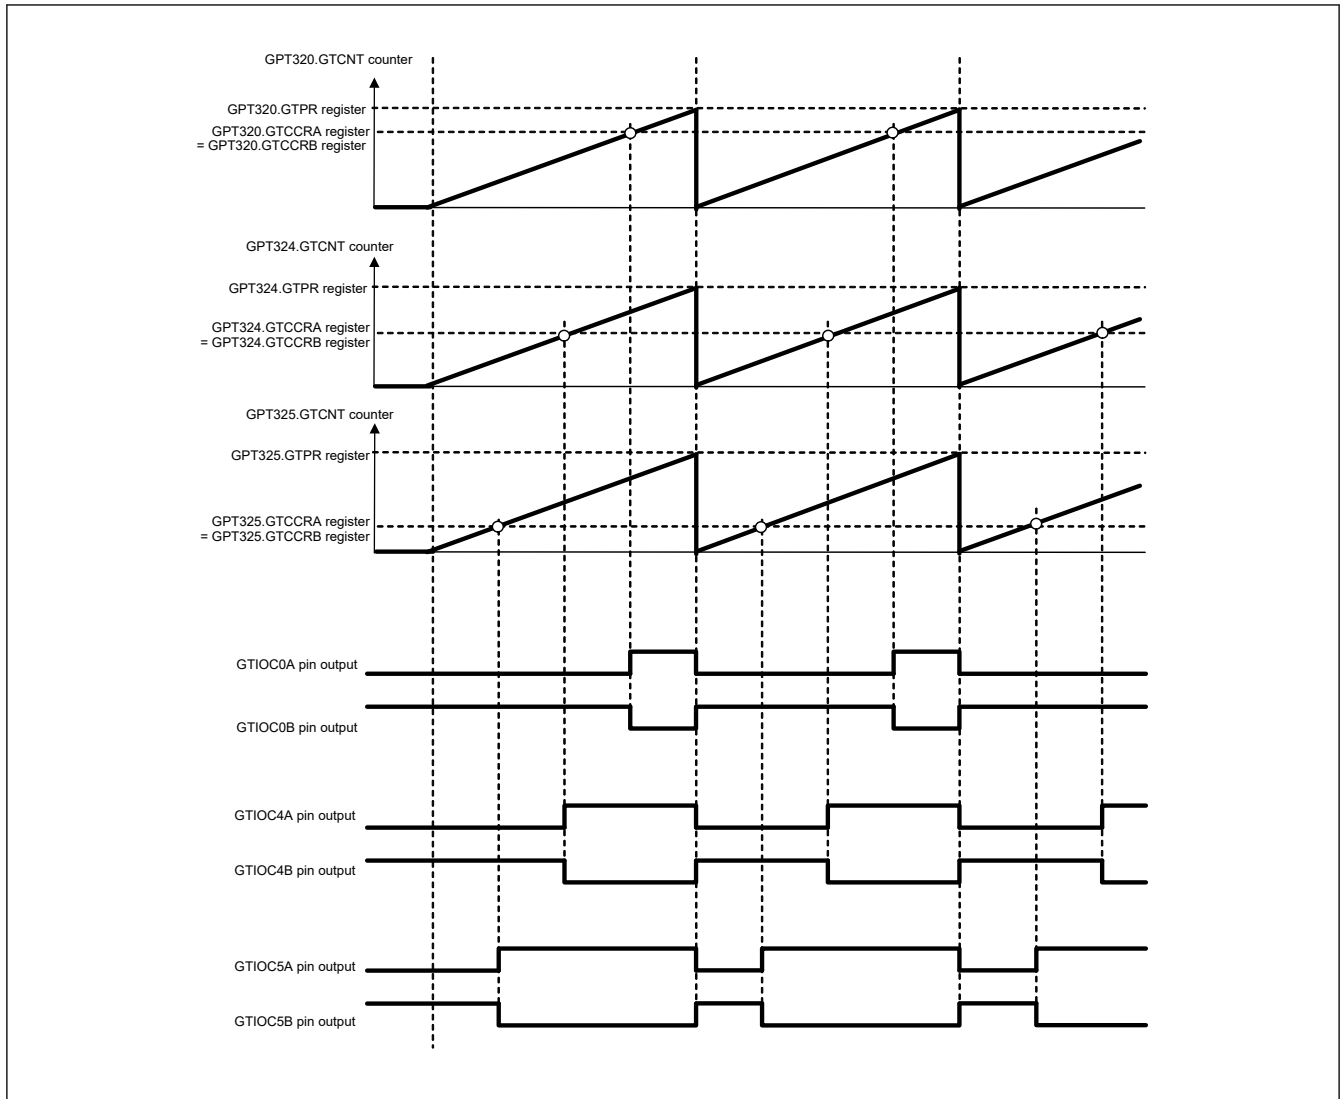 GPT320.GTCNT counter
GPT320.GTPR register
GPT320.GTCCRA register
= GPT320.GTCCRB register
GPT324.GTCNT counter
GPT324.GTPR register
GPT324.GTCCRA register
= GPT324.GTCCRB register
GPT325.GTCNT counter
GPT325.GTPR register
GPT325.GTCCRA register
= GPT325.GTCCRB register
GTIOC0A pin output
GTIOC0B pin output
GTIOC4A pin output
GTIOC4B pin output
GTIOC5A pin output
GTIOC5B pin output